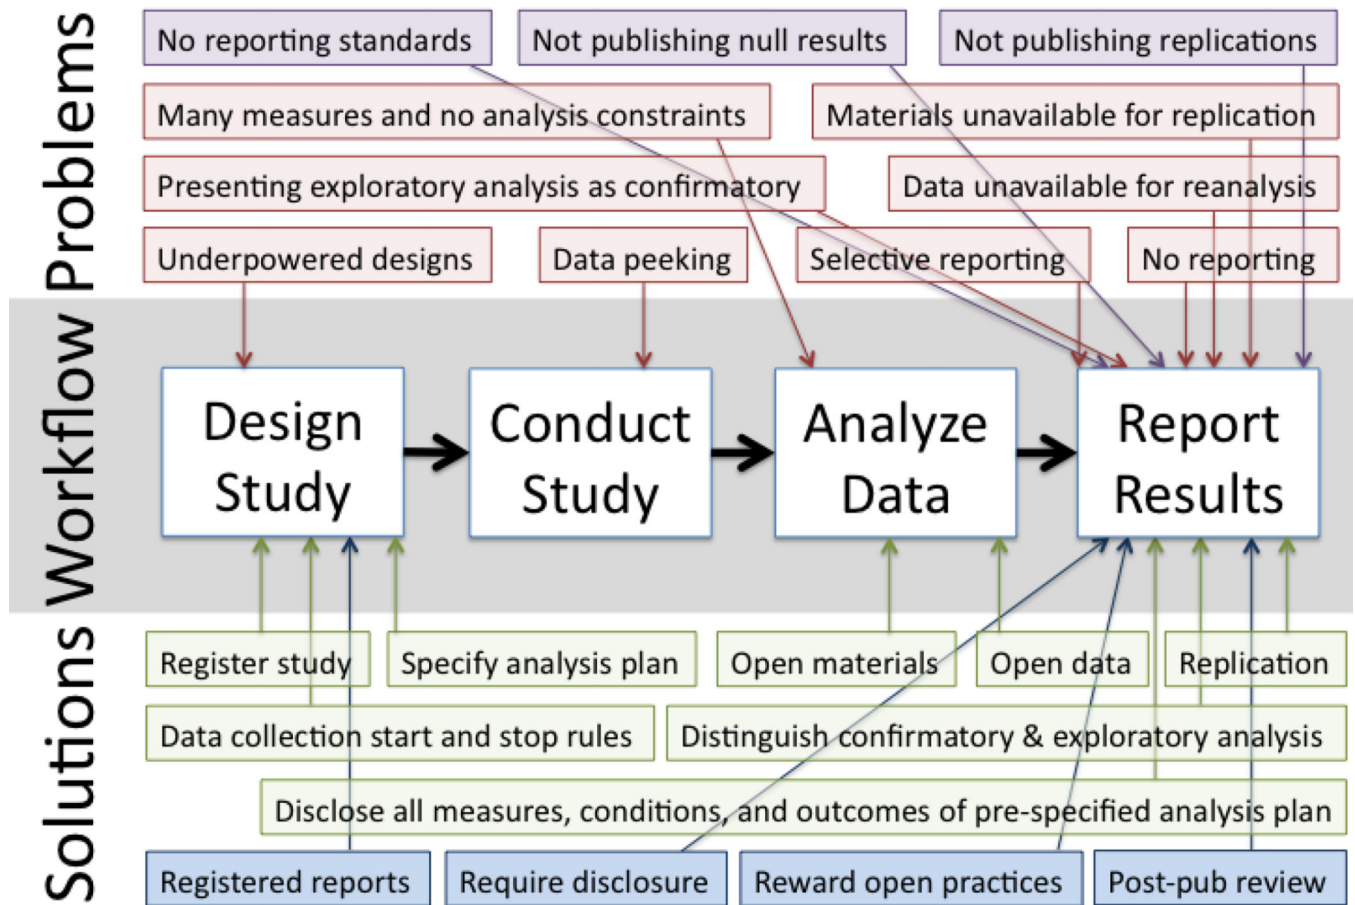 Problems
No reporting standards
Not publishing null results
Not publishing replications
Many measures and no analysis constraints
Materials unavailable for replication
Presenting exploratory analysis as confirmatory
Data unavailable for reanalysis
Underpowered designs
Data peeking
Selective reporting
No reporting
Workflow
Design
Study
Conduct
Study
Analyze
Data
Report
Results
Solutions
Register study
Specify analysis plan
Open materials
Open data
Replication
Data collection start and stop rules
Distinguish confirmatory & exploratory analysis
Disclose all measures, conditions, and outcomes of pre-specified analysis plan
Registered reports
Require disclosure
Reward open practices
Post-pub review